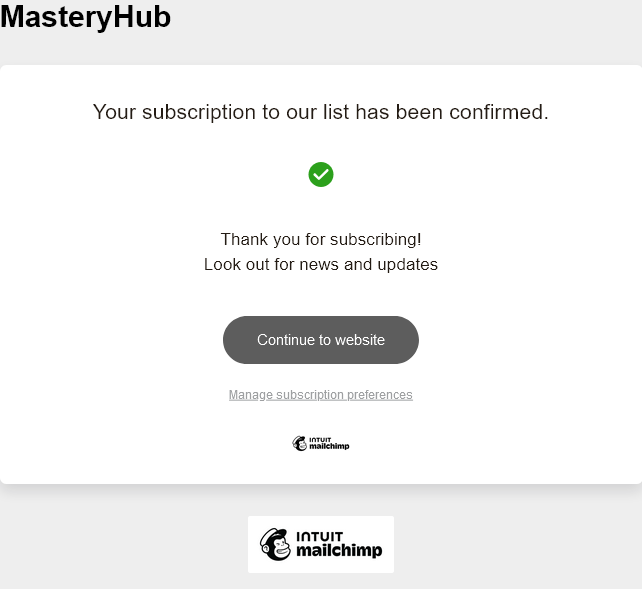 MasteryHub
Your subscription to our list has been confirmed.
Thank you for subscribing!
Look out for news and updates
Continue to website
Manage subscription preferences
INTUIT
mailchimp
INTUIT
mailchimp